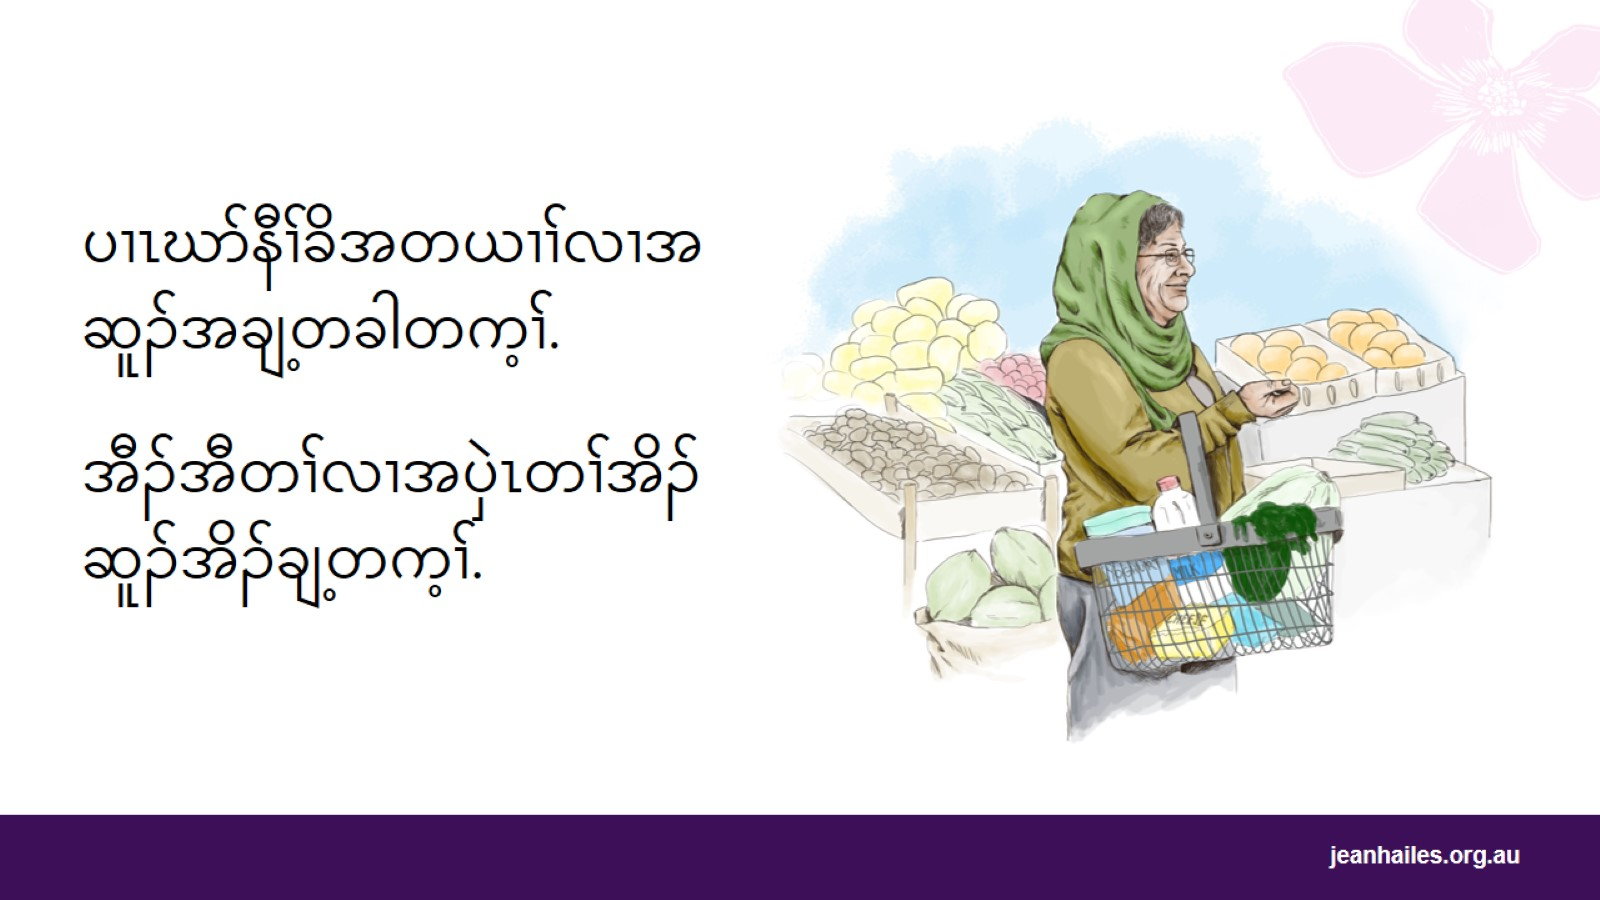 ပၢၤဃာ်နီၢ်ခိအတယၢၢ်လၢအ
ဆူၣ်အချ့တခါတက့ၢ်.
အီၣ်အီတၢ်လၢအပှဲၤတၢ်အိၣ်
ဆူၣ်အိၣ်ချ့တက့ၢ်.
jeanhailes.org.au